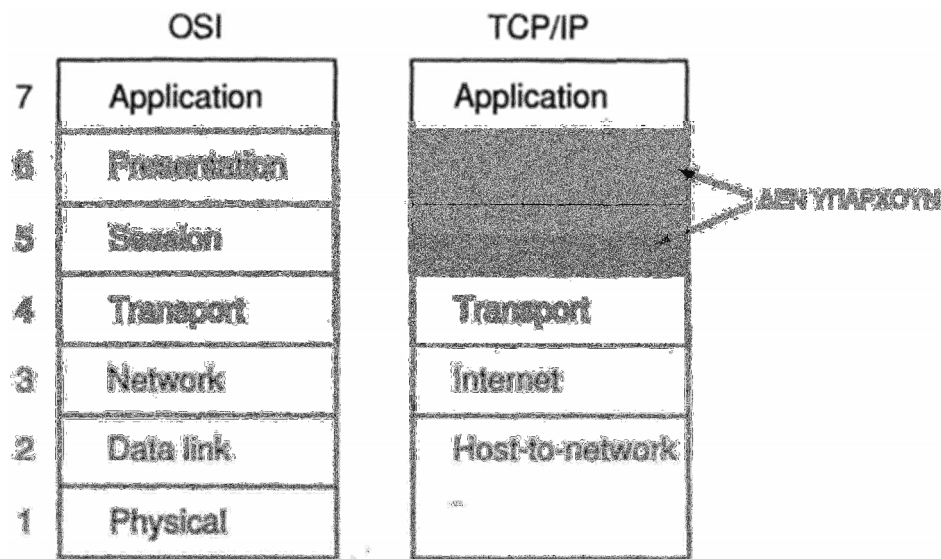 OSI TCP/IP
7 Application Application
6 Presentation
5 Session
ΔΕΝ ΥΠΑΡΧΟΥΝ
4 Transport Transport
3 Network Internet
2 Data link Host-to-network
1 Physical